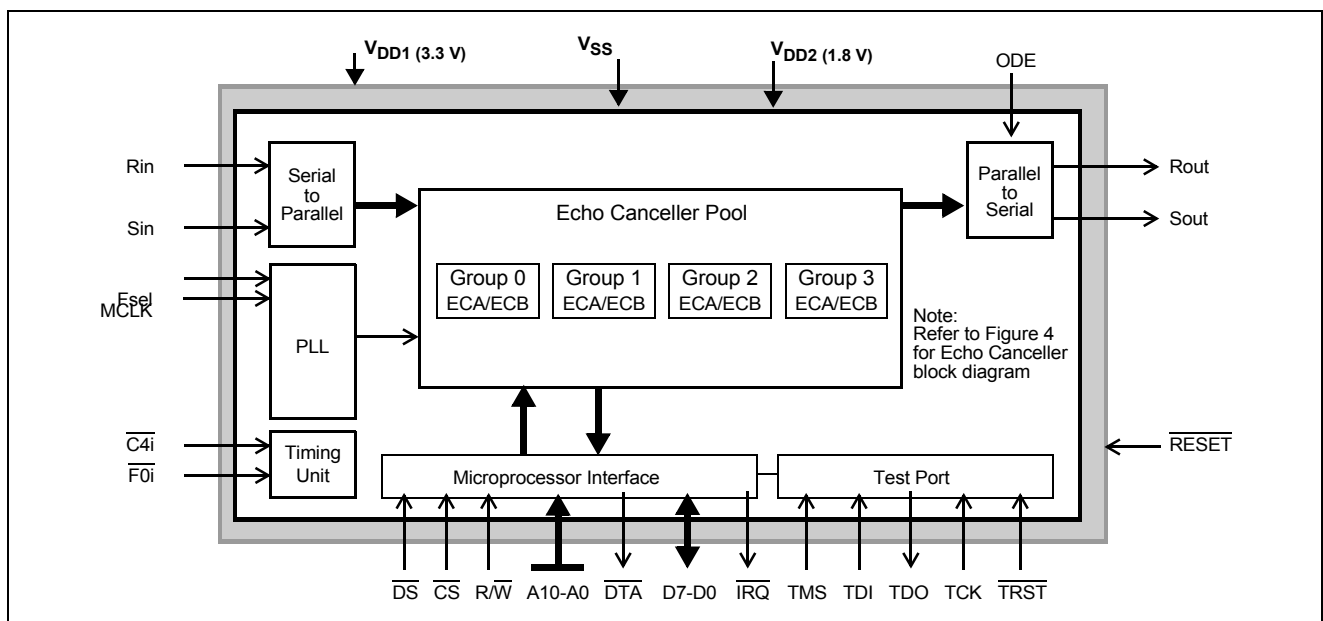 VDD1 (3.3 V)
VSS
VDD2 (1.8 V)
ODE
Rin
Sin
Serial
to
Parallel
Echo Canceller Pool
Parallel
to
Serial
Rout
Sout
Fsel
MCLK
PLL
Group 0
ECA/ECB
Group 1
ECA/ECB
Group 2
ECA/ECB
Group 3
ECA/ECB
Note:
Refer to Figure 4
for Echo Canceller
block diagram
C4i
F0i
Timing
Unit
RESET
Microprocessor Interface
Test Port
DS
CS
R/W
A10-A0
DTA
D7-D0
IRQ
TMS
TDI
TDO
TCK
TRST